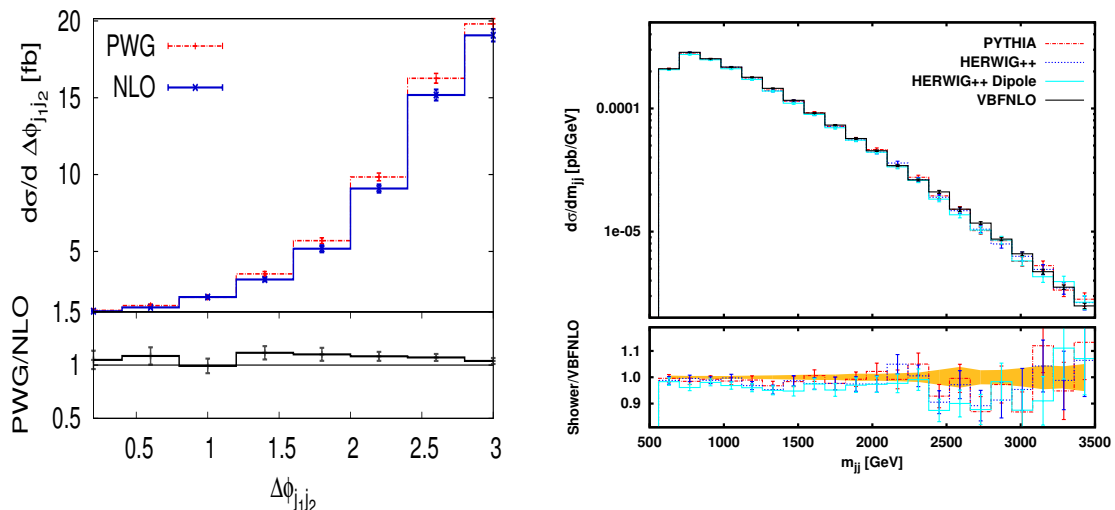 20
15
10
5
1
dσ/d Δϕj1j2 [fb]
PWG
NLO
1.5
1
0.5
PWG/NLO
0.5
1
1.5
2
2.5
3
Δϕj1j2
PYTHIA
HERWIG++
HERWIG++ Dipole
VBFNLO
0.0001
1e-05
dσ/dmjj [pb/GeV]
1.1
1.0
0.9
Shower/VBFNLO
500
1000
1500
2000
2500
3000
3500
mjj [GeV]